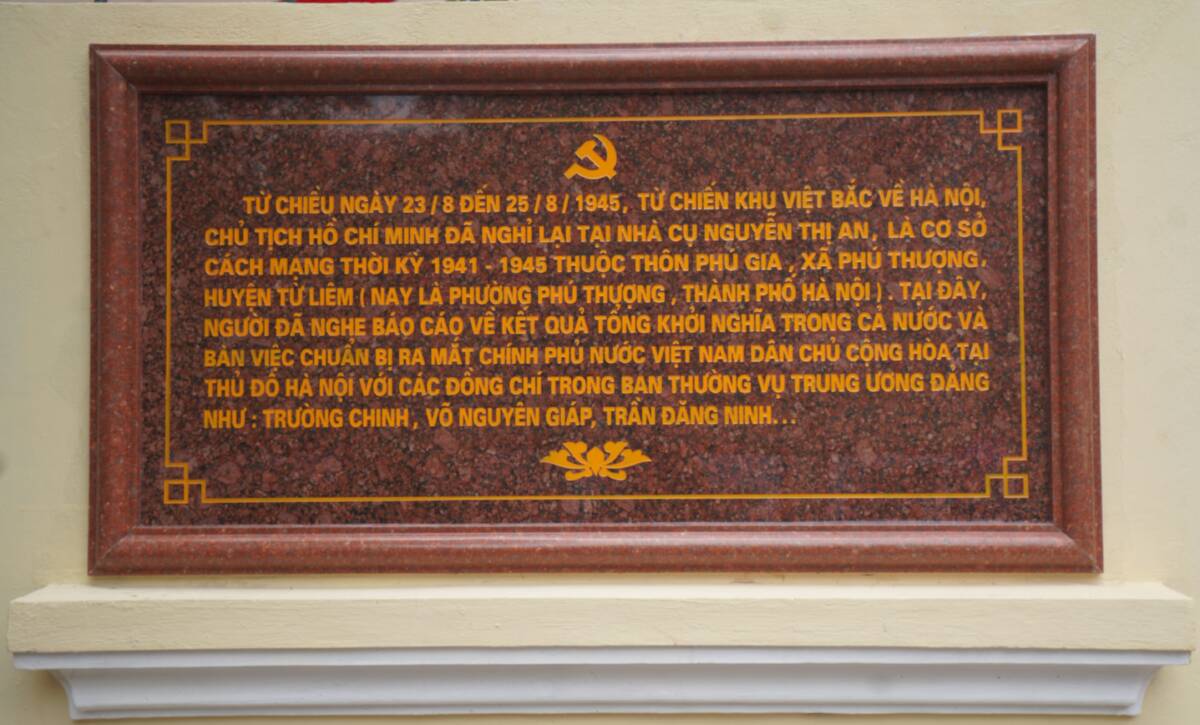 TỪ CHIỀU NGÀY 23/8 ĐẾN 25/8/1945, TỪ CHIẾN KHU VIỆT BẮC VỀ HÀ NỘI,
CHỦ TỊCH HỒ CHÍ MINH ĐÃ NGHỈ LẠI TẠI NHÀ CỤ NGUYỄN THỊ AN, LÀ CƠ SỞ
CÁCH MẠNG THỜI KỲ 1941 - 1945 THUỘC THÔN PHÚ GIA, XÃ PHÚ THƯỢNG,
HUYỆN TỪ LIÊM ( NAY LÀ PHƯỜNG PHÚ THƯỢNG, THÀNH PHỐ HÀ NỘI ). TẠI ĐÂY,
NGƯỜI ĐÃ NGHE BÁO CÁO VỀ KẾT QUẢ TỔNG KHỞI NGHĨA TRONG CẢ NƯỚC VÀ
BÀN VIỆC CHUẨN BỊ RA MẮT CHÍNH PHỦ NƯỚC VIỆT NAM DÂN CHỦ CỘNG HÒA TẠI
THỦ ĐÔ HÀ NỘI VỚI CÁC ĐỒNG CHÍ TRONG BAN THƯỜNG VỤ TRUNG ƯƠNG ĐẢNG
NHƯ : TRƯỜNG CHINH, VÕ NGUYÊN GIÁP, TRẦN ĐĂNG NINH...